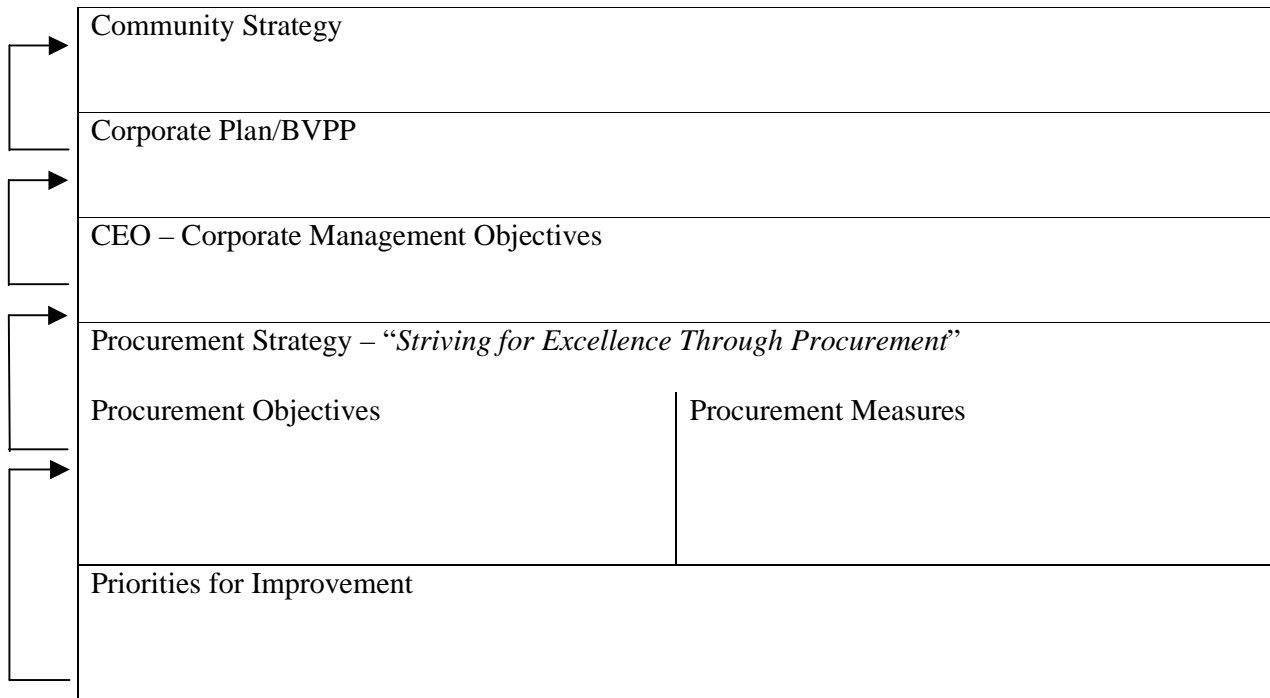 Community Strategy
Corporate Plan/BVPP
CEO – Corporate Management Objectives
Procurement Strategy – “Striving for Excellence Through Procurement”
Procurement Objectives
Procurement Measures
Priorities for Improvement